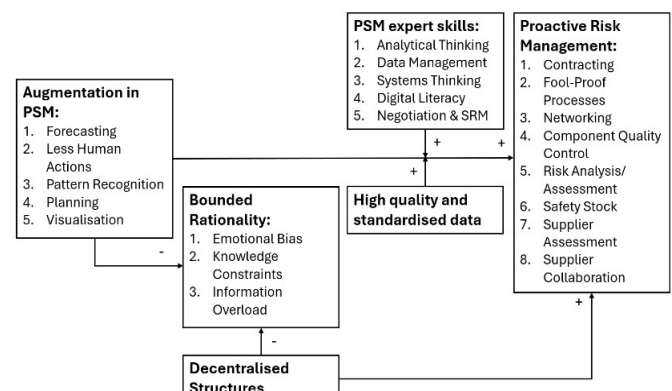 PSM expert skills:
1. Analytical Thinking
2. Data Management
3. Systems Thinking
4. Digital Literacy
5. Negotiation & SRM
Proactive Risk
Management:
1. Contracting
2. Fool-Proof
Processes
3. Networking
4. Component Quality
Control
5. Risk Analysis/
Assessment
6. Safety Stock
7. Supplier
Assessment
8. Supplier
Collaboration
Augmentation in
PSM:
1. Forecasting
2. Less Human
Actions
3. Pattern Recognition
4. Planning
5. Visualisation
+
+
+
High quality and
standardised data
Bounded
Rationality:
1. Emotional Bias
2. Knowledge
Constraints
3. Information
Overload
-
+
-
Decentralised
Structures